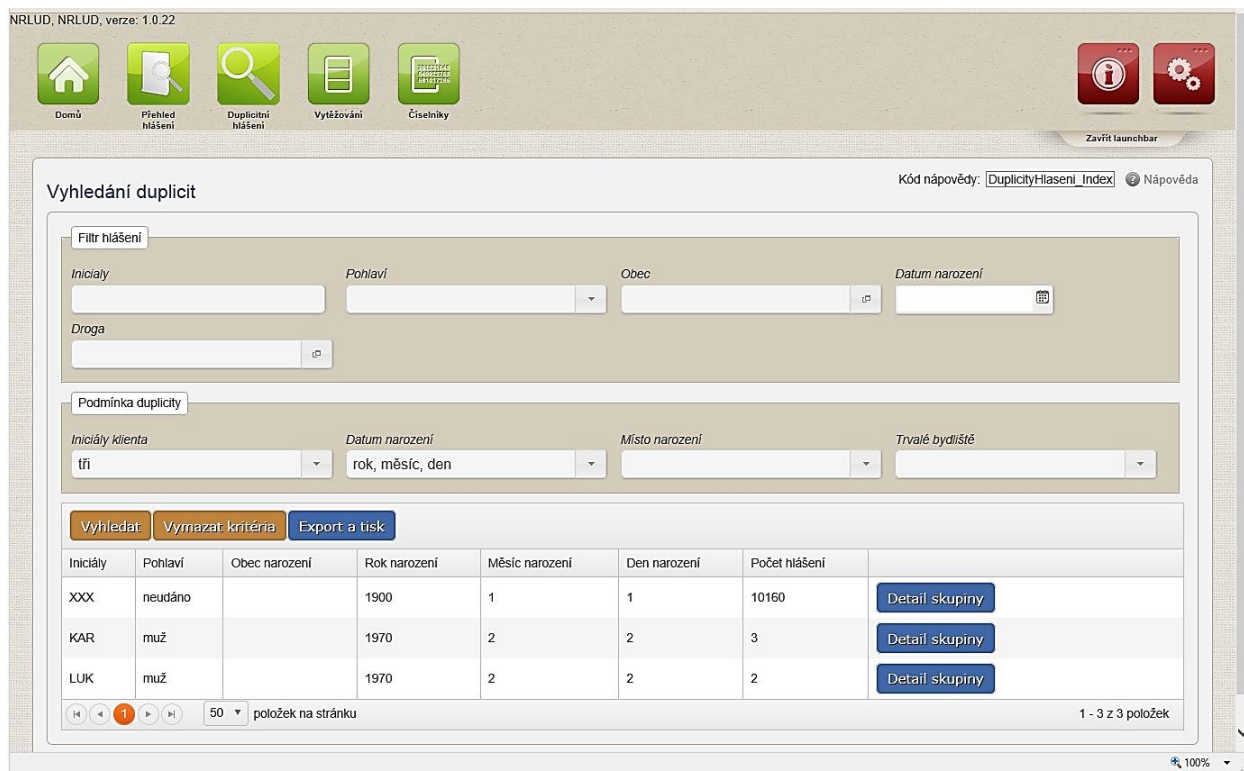 NRLUD, NRLUD, verze: 1.0.22
Domů
Přehled hlášení
Duplicitní hlášení
Vytěžování
Číselníky
Zavřít launchbar
Vyhledání duplicit
Kód nápovědy: DuplicityHlaseni_Index Nápověda
Filtr hlášení
Inicialy Pohlaví Obec Datum narození
Droga
Podmínka duplicity
Iniciály klienta Datum narození Místo narození Trvalé bydliště
tři rok, měsíc, den
Vyhledat Vymazat kritéria Export a tisk
Iniciály Pohlaví Obec narození Rok narození Měsíc narození Den narození Počet hlášení
XXX neudáno 1900 1 1 10160 Detail skupiny
KAR muž 1970 2 2 3 Detail skupiny
LUK muž 1970 2 2 2 Detail skupiny
1 50 položek na stránku 1 - 3 z 3 položek
100%